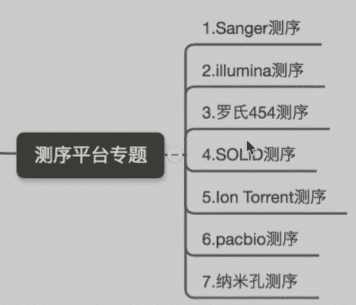 测序平台专题
1.Sanger测序
2.illumina测序
3.罗氏454测序
4.SOLiD测序
5.Ion Torrent测序
6.pacbio测序
7.纳米孔测序